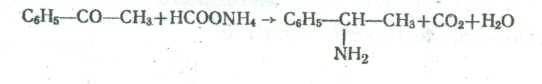 C₆H₅—CO—CH₃+HCOONH₄ → C₆H₅—CH—CH₃+CO₂+H₂O
NH₂